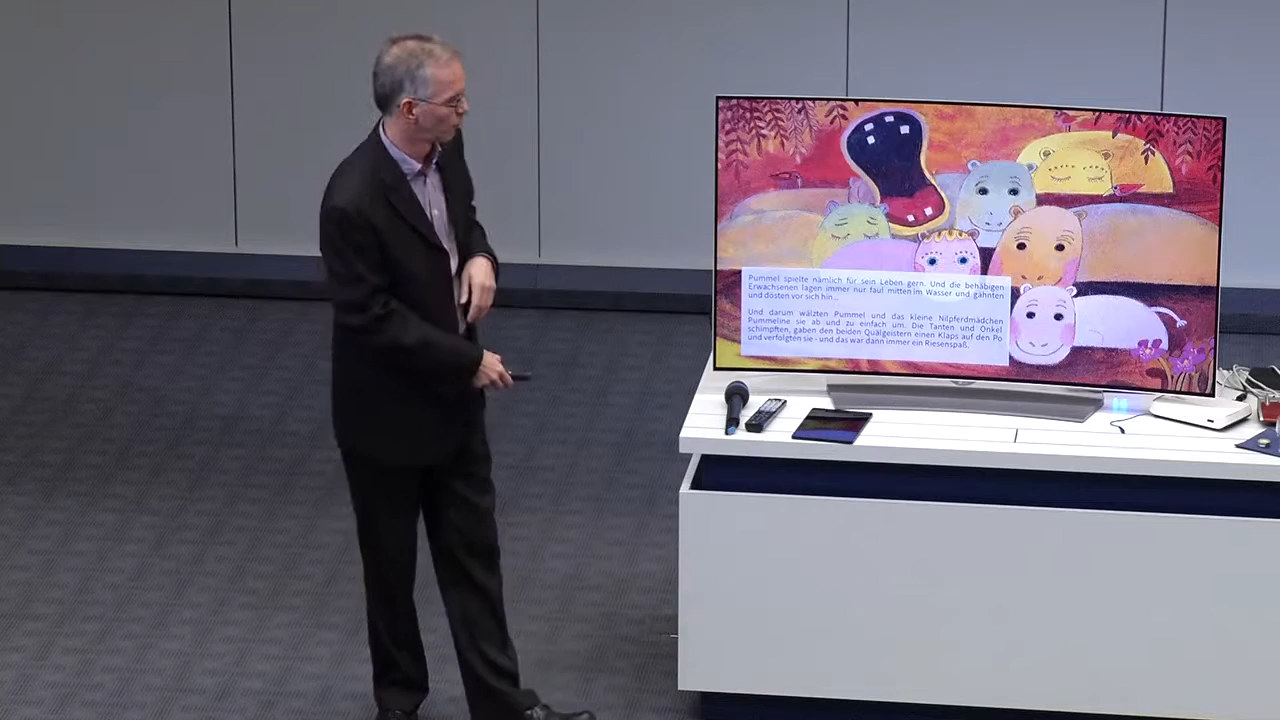 Pummel spielte nämlich für sein Leben gern. Und die behäbigen
Erwachsenen lagen immer nur faul mitten im Wasser und gähnten
und dösten vor sich hin...
Und darum wälzten Pummel und das kleine Nilpferdmädchen
Pummeline sie ab und zu einfach um. Die Tanten und Onkel
schimpften, gaben den beiden Quälgeistern einen Klaps auf den Po
und verfolgten sie - und das war dann immer ein Riesenspaß.